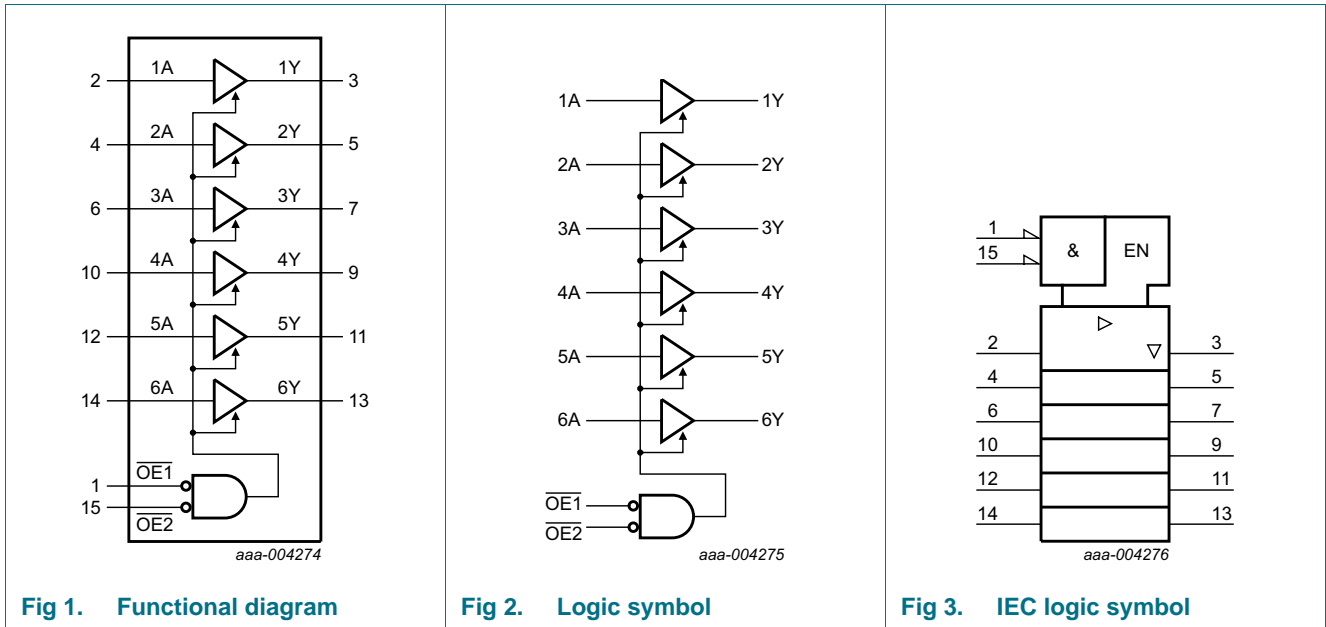 2 1A 1Y 3
4 2A 2Y 5
6 3A 3Y 7
10 4A 4Y 9
12 5A 5Y 11
14 6A 6Y 13
1 OE1
15 OE2
aaa-004274
Fig 1. Functional diagram
1A 1Y
2A 2Y
3A 3Y
4A 4Y
5A 5Y
6A 6Y
OE1
OE2
aaa-004275
Fig 2. Logic symbol
1
15
& EN
2 3
4 5
6 7
10 9
12 11
14 13
aaa-004276
Fig 3. IEC logic symbol